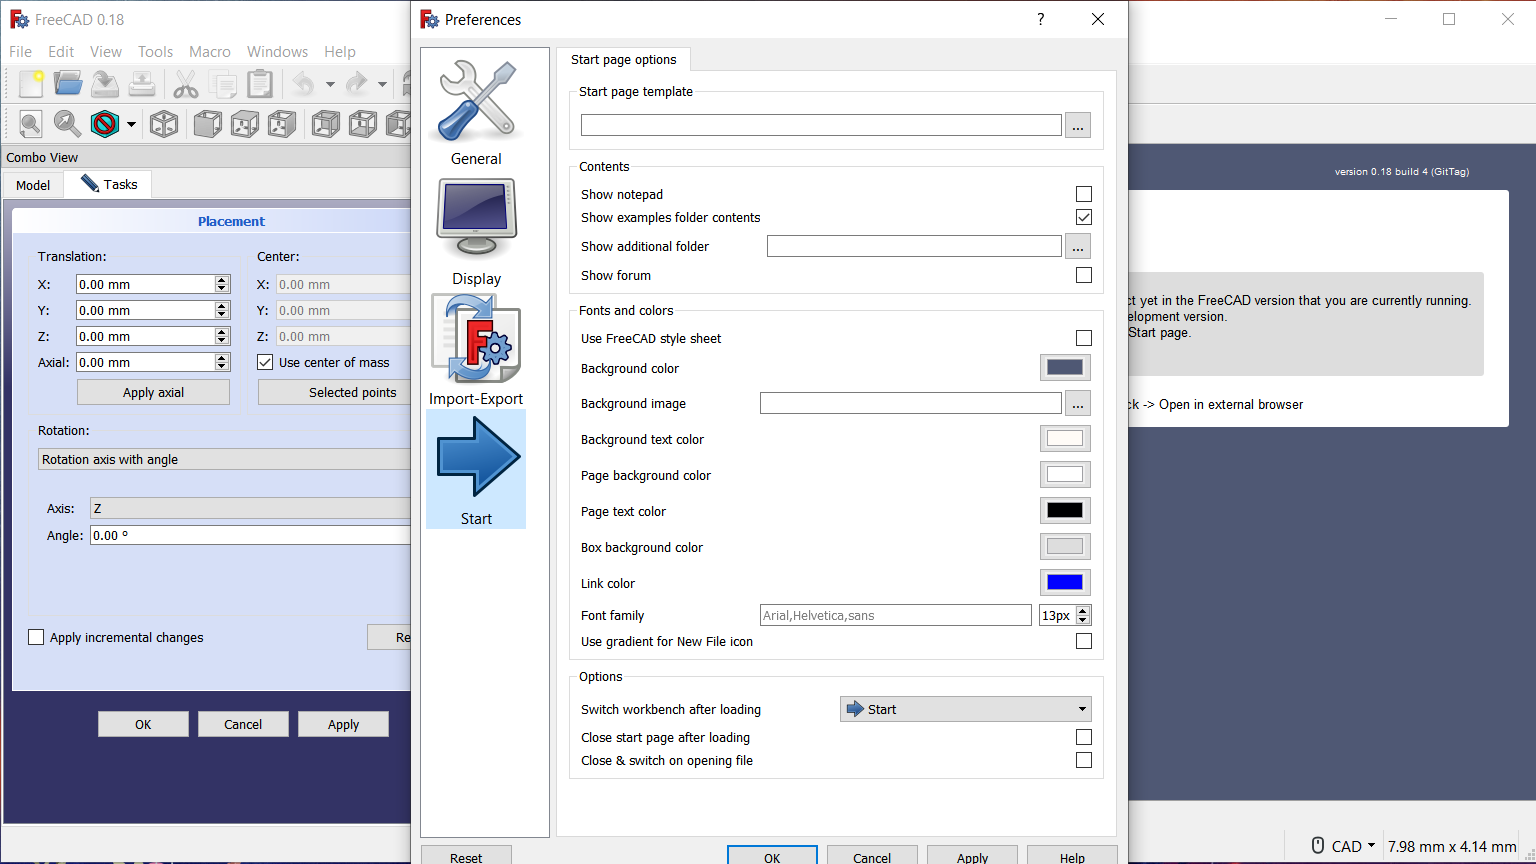 FreeCAD 0.18
File Edit View Tools Macro Windows Help
Combo View
Model Tasks
Placement
Translation: Center:
X: 0.00 mm X: 0.00 mm
Y: 0.00 mm Y: 0.00 mm
Z: 0.00 mm Z: 0.00 mm
Axial: 0.00 mm Use center of mass
Apply axial Selected points
Rotation:
Rotation axis with angle
Axis: Z
Angle: 0.00 °
Apply incremental changes Re
OK Cancel Apply
Preferences
?
General
Display
Import-Export
Start
Start page options
Start page template
...
Contents
Show notepad
Show examples folder contents
Show additional folder ...
Show forum
Fonts and colors
Use FreeCAD style sheet
Background color
Background image ...
Background text color
Page background color
Page text color
Box background color
Link color
Font family Arial,Helvetica,sans 13px
Use gradient for New File icon
Options
Switch workbench after loading Start
Close start page after loading
Close & switch on opening file
Reset OK Cancel Apply Help
version 0.18 build 4 (GitTag)
ct yet in the FreeCAD version that you are currently running.
elopment version.
Start page.
ck -> Open in external browser
CAD 7.98 mm x 4.14 mm